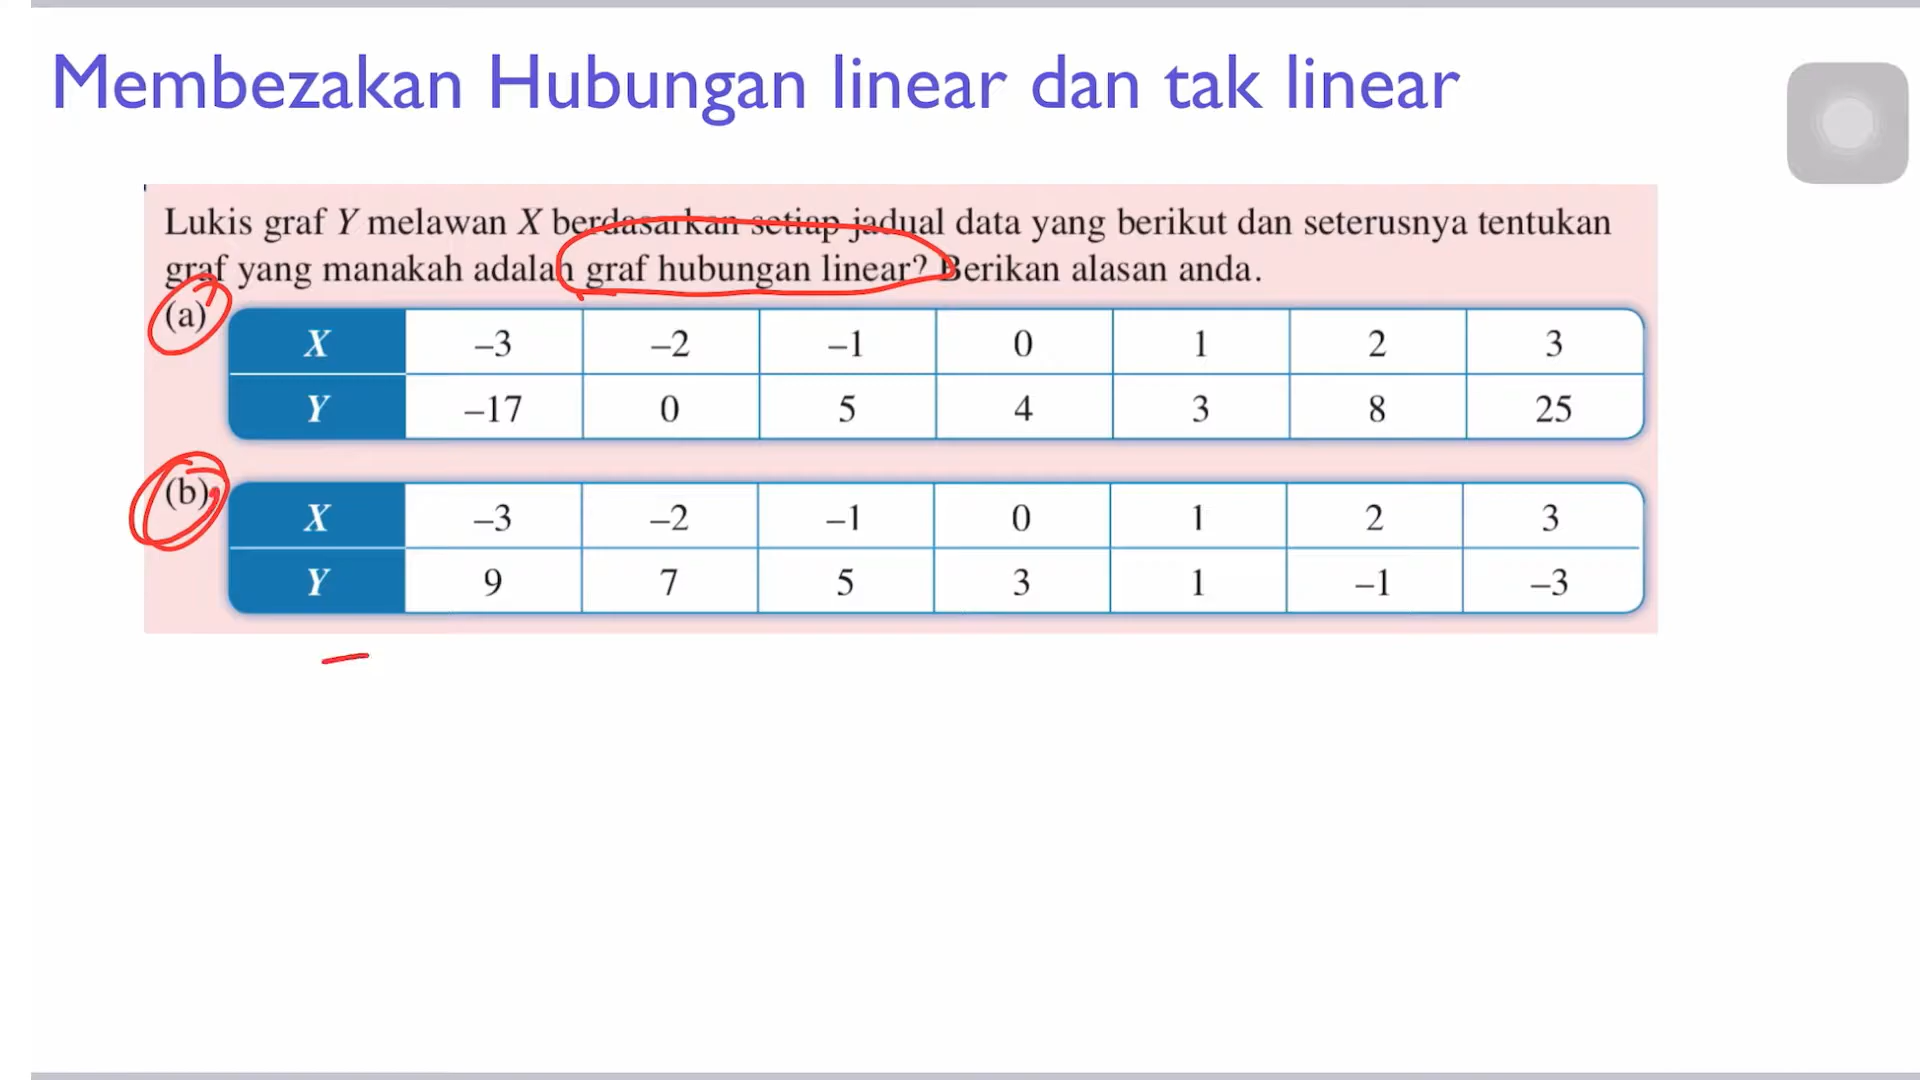 Membezakan Hubungan linear dan tak linear
Lukis graf Y melawan X berdasarkan setiap jadual data yang berikut dan seterusnya tentukan
graf yang manakah adalah graf hubungan linear? Berikan alasan anda.
(a)
X –3 –2 –1 0 1 2 3
Y –17 0 5 4 3 8 25
(b)
X –3 –2 –1 0 1 2 3
Y 9 7 5 3 1 –1 –3